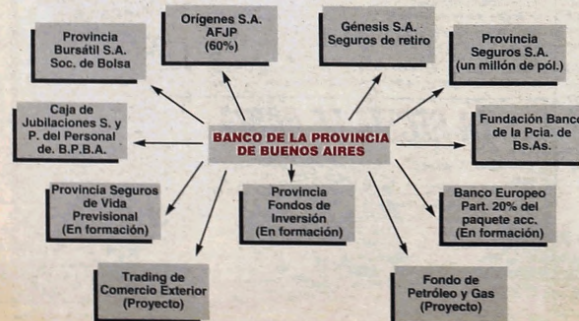 Provincia
Bursátil S.A.
Soc. de Bolsa
Orígenes S.A.
AFJP
(60%)
Génesis S.A.
Seguros de retiro
Provincia
Seguros S.A.
(un millón de pól.)
Caja de
Jubilaciones S. y
P. del Personal
de. B.P.B.A.
BANCO DE LA PROVINCIA
DE BUENOS AIRES
Fundación Banco
de la Pcia. de
Bs.As.
Provincia Seguros
de Vida
Previsional
(En formación)
Provincia
Fondos de
Inversión
(En formación)
Banco Europeo
Part. 20% del
paquete acc.
(En formación)
Trading de
Comercio Exterior
(Proyecto)
Fondo de
Petróleo y Gas
(Proyecto)